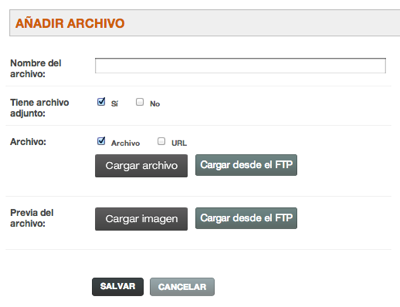 AÑADIR ARCHIVO
Nombre del
archivo:
Tiene archivo
adjunto:
Sí No
Archivo:
Archivo URL
Cargar archivo Cargar desde el FTP
Previa del
archivo:
Cargar imagen Cargar desde el FTP
SALVAR CANCELAR